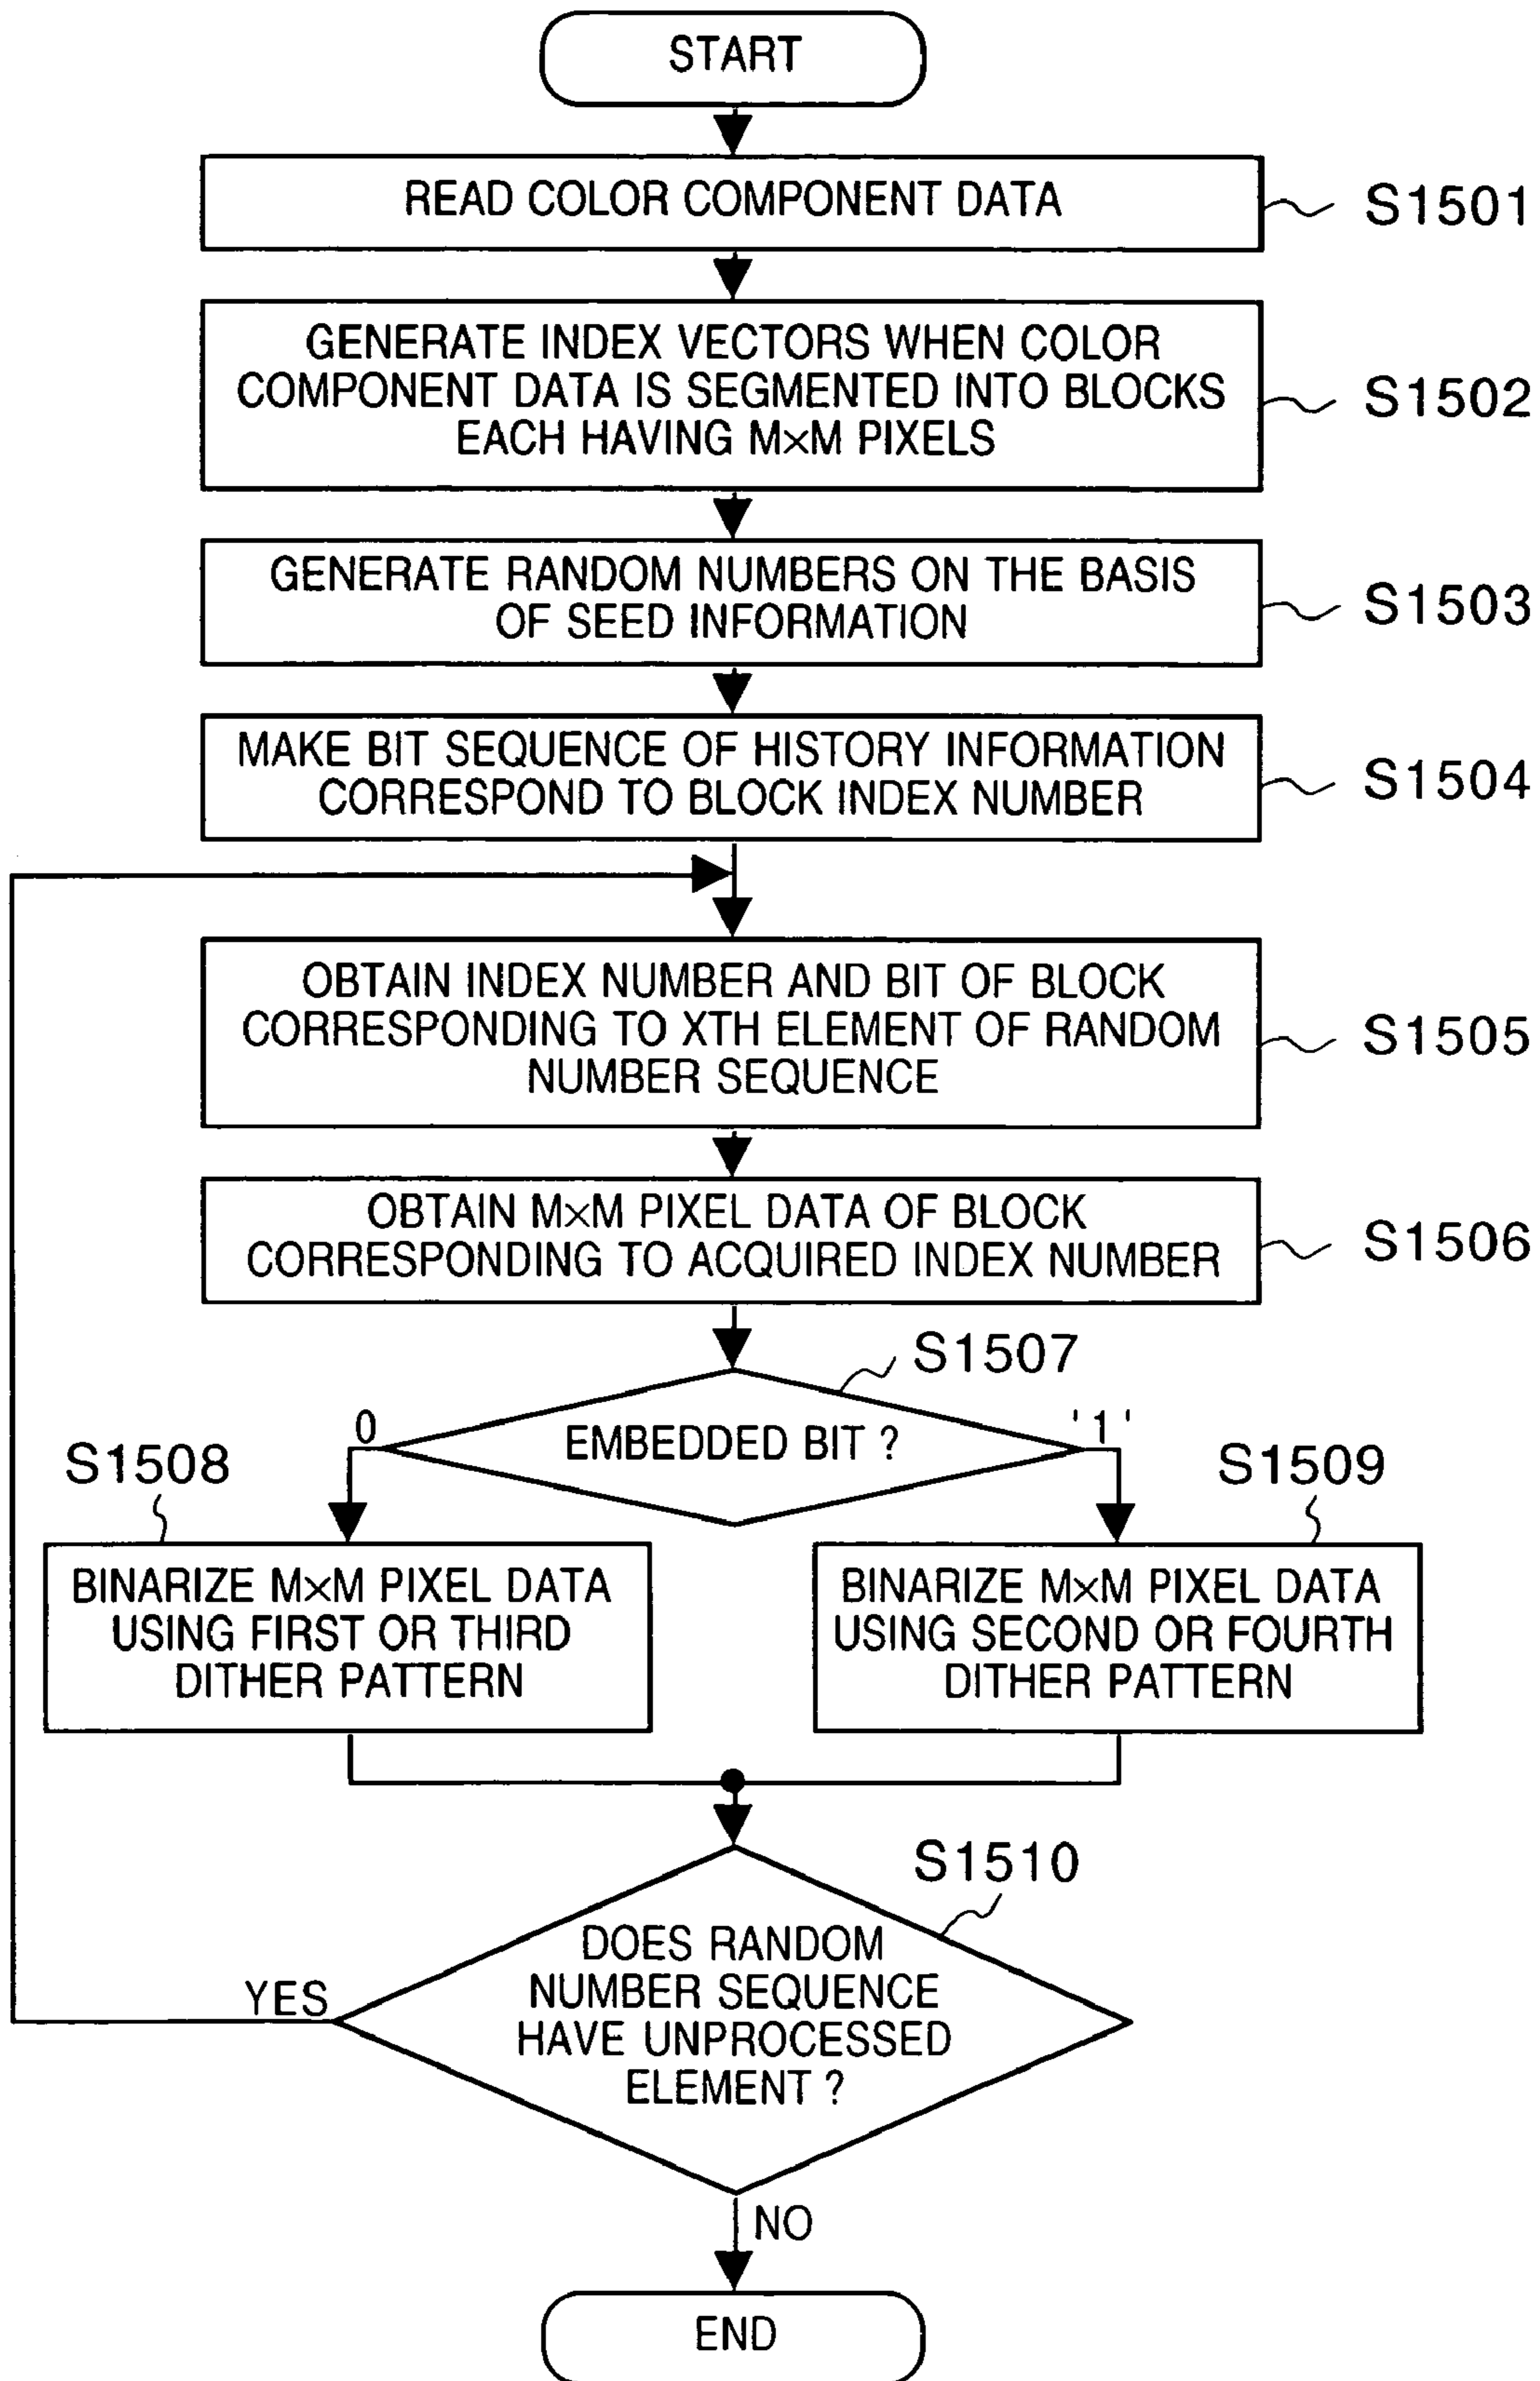 START
READ COLOR COMPONENT DATA
S1501
GENERATE INDEX VECTORS WHEN COLOR
COMPONENT DATA IS SEGMENTED INTO BLOCKS
EACH HAVING M×M PIXELS
S1502
GENERATE RANDOM NUMBERS ON THE BASIS
OF SEED INFORMATION
S1503
MAKE BIT SEQUENCE OF HISTORY INFORMATION
CORRESPOND TO BLOCK INDEX NUMBER
S1504
OBTAIN INDEX NUMBER AND BIT OF BLOCK
CORRESPONDING TO XTH ELEMENT OF RANDOM
NUMBER SEQUENCE
S1505
OBTAIN M×M PIXEL DATA OF BLOCK
CORRESPONDING TO ACQUIRED INDEX NUMBER
S1506
S1507
EMBEDDED BIT ?
0
'1'
S1508
BINARIZE M×M PIXEL DATA
USING FIRST OR THIRD
DITHER PATTERN
S1509
BINARIZE M×M PIXEL DATA
USING SECOND OR FOURTH
DITHER PATTERN
S1510
DOES RANDOM
NUMBER SEQUENCE
HAVE UNPROCESSED
ELEMENT ?
YES
NO
END